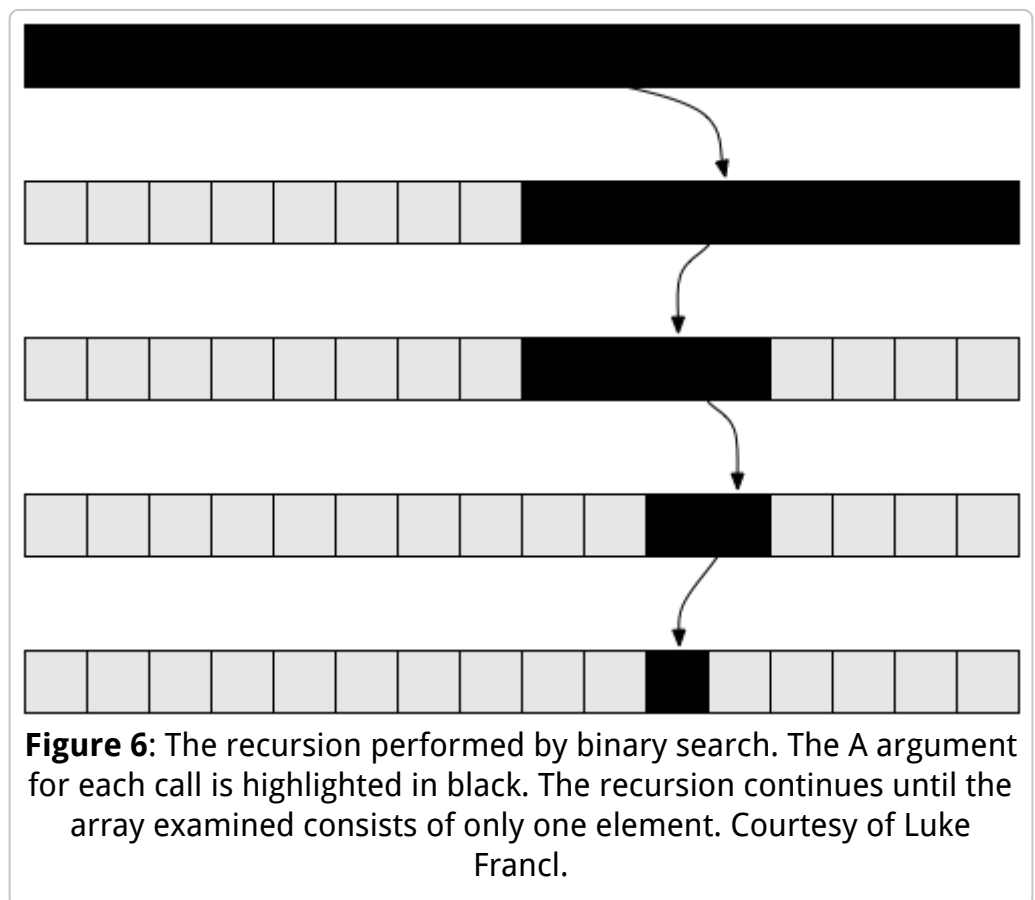 Figure 6: The recursion performed by binary search. The A argument
for each call is highlighted in black. The recursion continues until the
array examined consists of only one element. Courtesy of Luke
Francl.